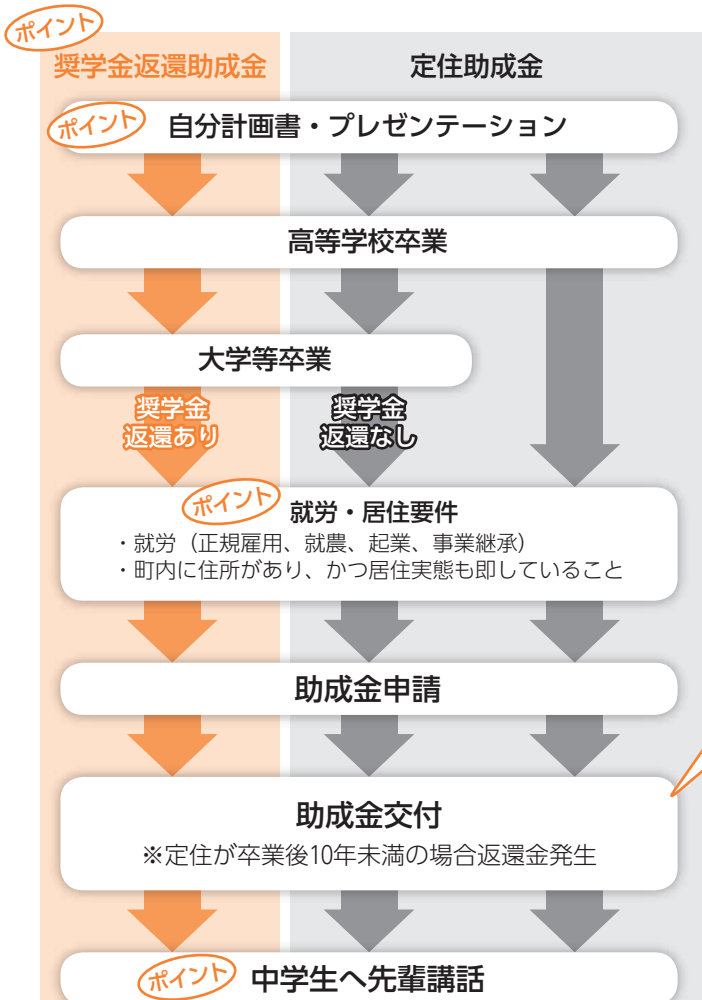 ポイント
奨学金返還助成金
定住助成金
ポイント 自分計画書・プレゼンテーション
高等学校卒業
大学等卒業
奨学金
返還あり
奨学金
返還なし
ポイント 就労・居住要件
・就労（正規雇用、就農、起業、事業継承）
・町内に住所があり、かつ居住実態も即していること
助成金申請
助成金交付
※定住が卒業後10年未満の場合返還金発生
ポイント 中学生へ先輩講話